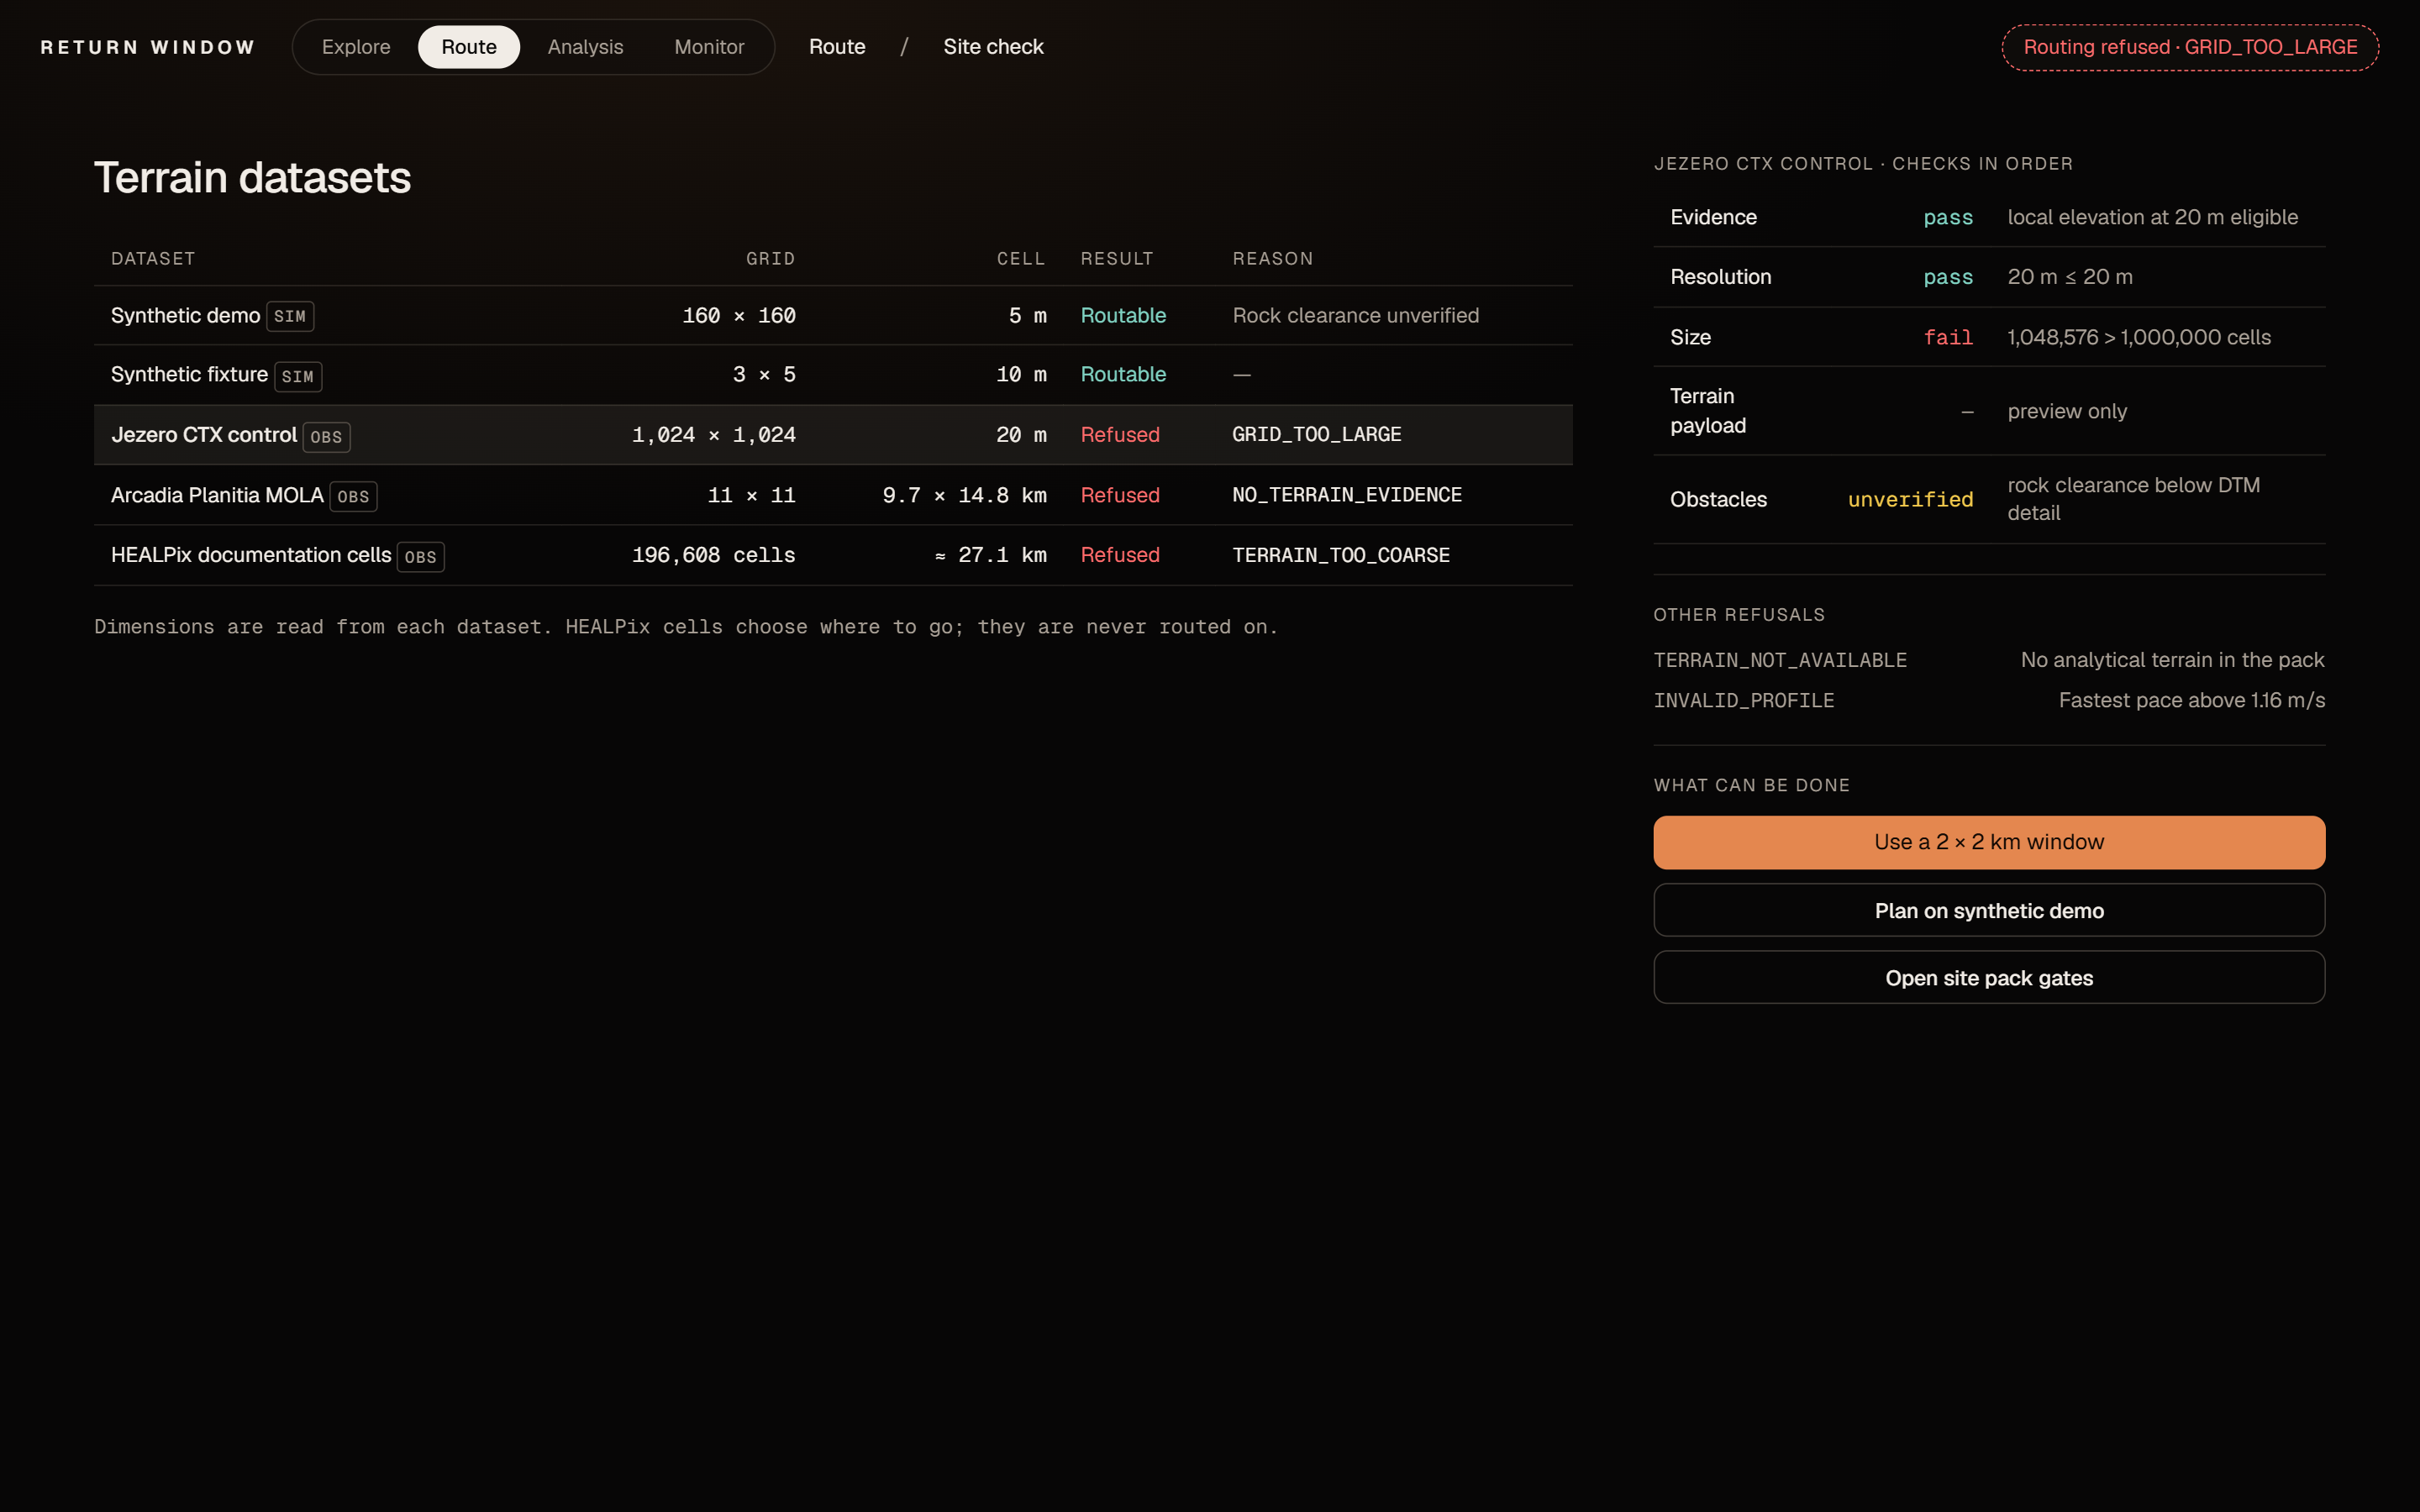 RETURN WINDOW Explore Route Analysis Monitor Route / Site check Routing refused · GRID_TOO_LARGE
Terrain datasets
DATASET GRID CELL RESULT REASON
Synthetic demo SIM 160 × 160 5 m Routable Rock clearance unverified
Synthetic fixture SIM 3 × 5 10 m Routable —
Jezero CTX control OBS 1,024 × 1,024 20 m Refused GRID_TOO_LARGE
Arcadia Planitia MOLA OBS 11 × 11 9.7 × 14.8 km Refused NO_TERRAIN_EVIDENCE
HEALPix documentation cells OBS 196,608 cells ≈ 27.1 km Refused TERRAIN_TOO_COARSE
Dimensions are read from each dataset. HEALPix cells choose where to go; they are never routed on.
JEZERO CTX CONTROL · CHECKS IN ORDER
Evidence pass local elevation at 20 m eligible
Resolution pass 20 m ≤ 20 m
Size fail 1,048,576 > 1,000,000 cells
Terrain
payload — preview only
Obstacles unverified rock clearance below DTM
detail
OTHER REFUSALS
TERRAIN_NOT_AVAILABLE No analytical terrain in the pack
INVALID_PROFILE Fastest pace above 1.16 m/s
WHAT CAN BE DONE
Use a 2 × 2 km window
Plan on synthetic demo
Open site pack gates